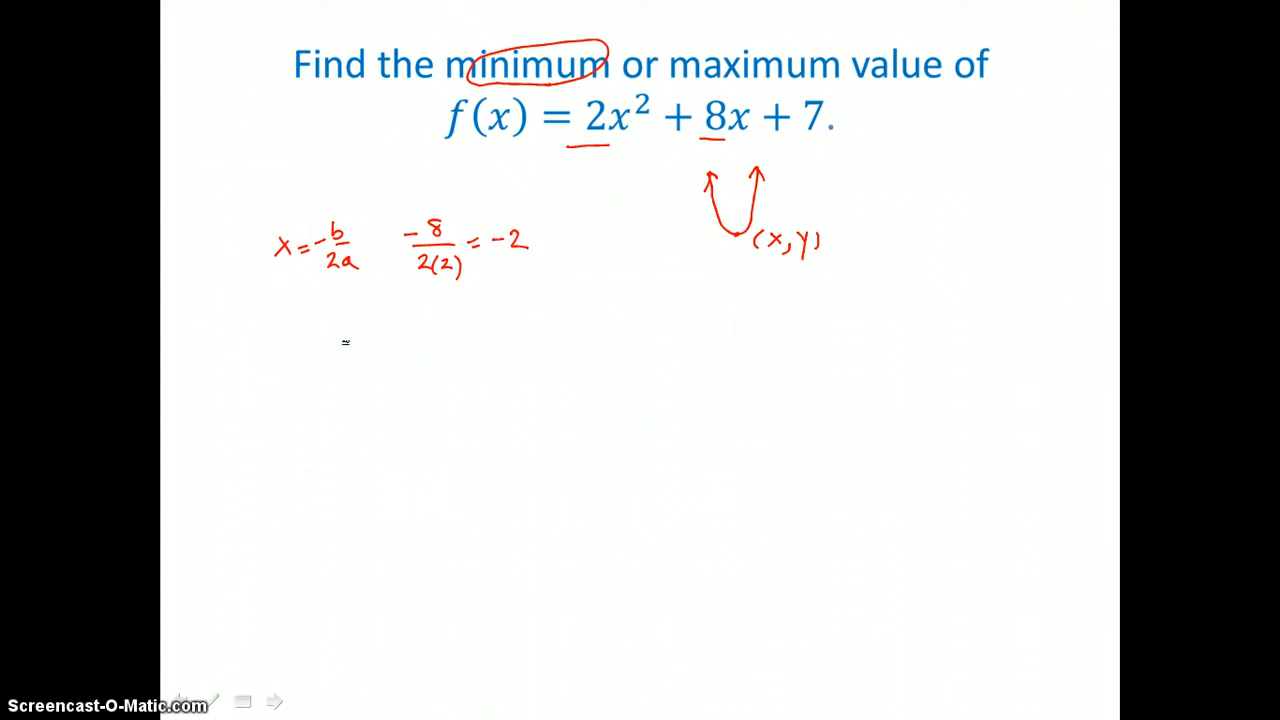 Find the minimum or maximum value of
f(x) = 2x² + 8x + 7.
x = -b/2a   -8/2(2) = -2
(x, y)
Screencast-O-Matic.com